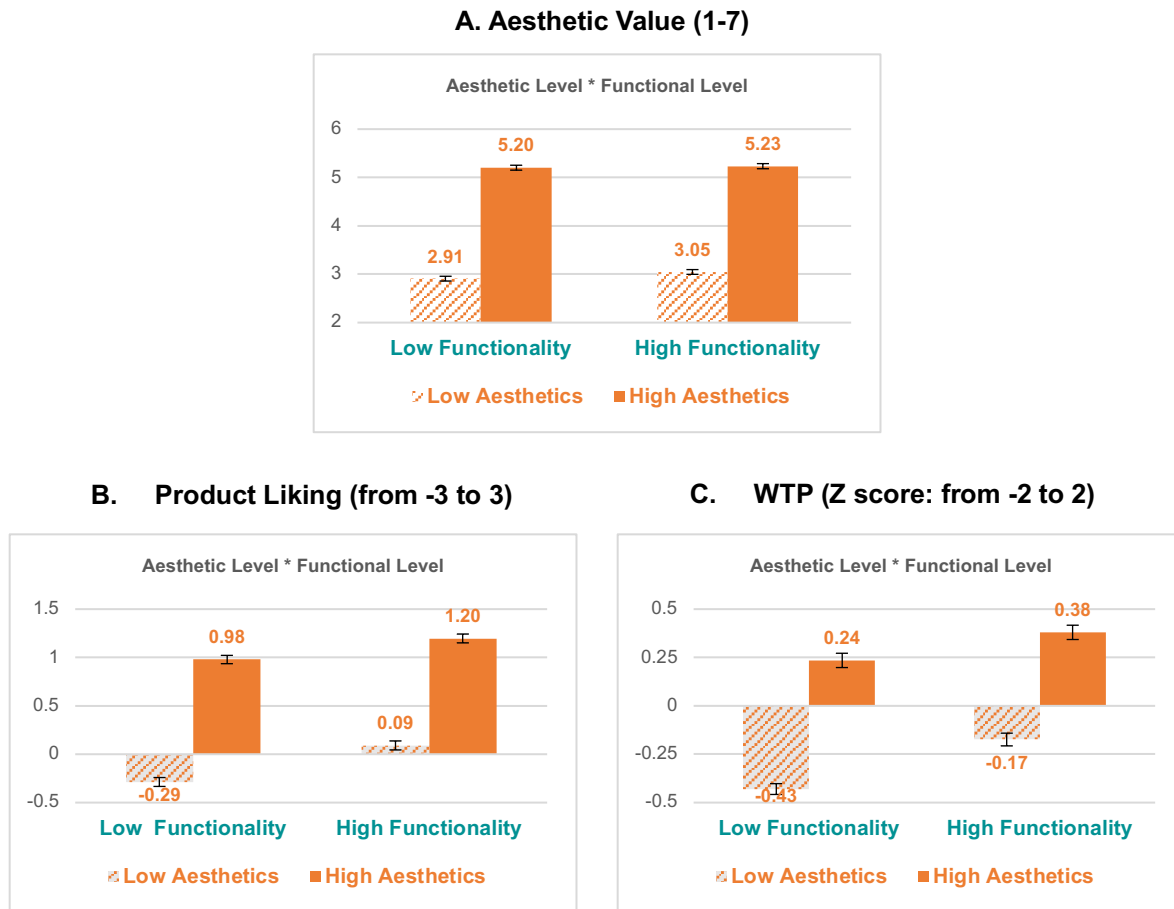 A. Aesthetic Value (1-7)
Aesthetic Level * Functional Level
6
5
4
3
2
2.91
5.20
3.05
5.23
Low Functionality
High Functionality
Low Aesthetics
High Aesthetics
B. Product Liking (from -3 to 3)
Aesthetic Level * Functional Level
1.5
1
0.5
0
-0.5
-0.29
0.98
0.09
1.20
Low Functionality
High Functionality
Low Aesthetics
High Aesthetics
C. WTP (Z score: from -2 to 2)
Aesthetic Level * Functional Level
0.5
0.25
0
-0.25
-0.5
-0.43
0.24
-0.17
0.38
Low Functionality
High Functionality
Low Aesthetics
High Aesthetics